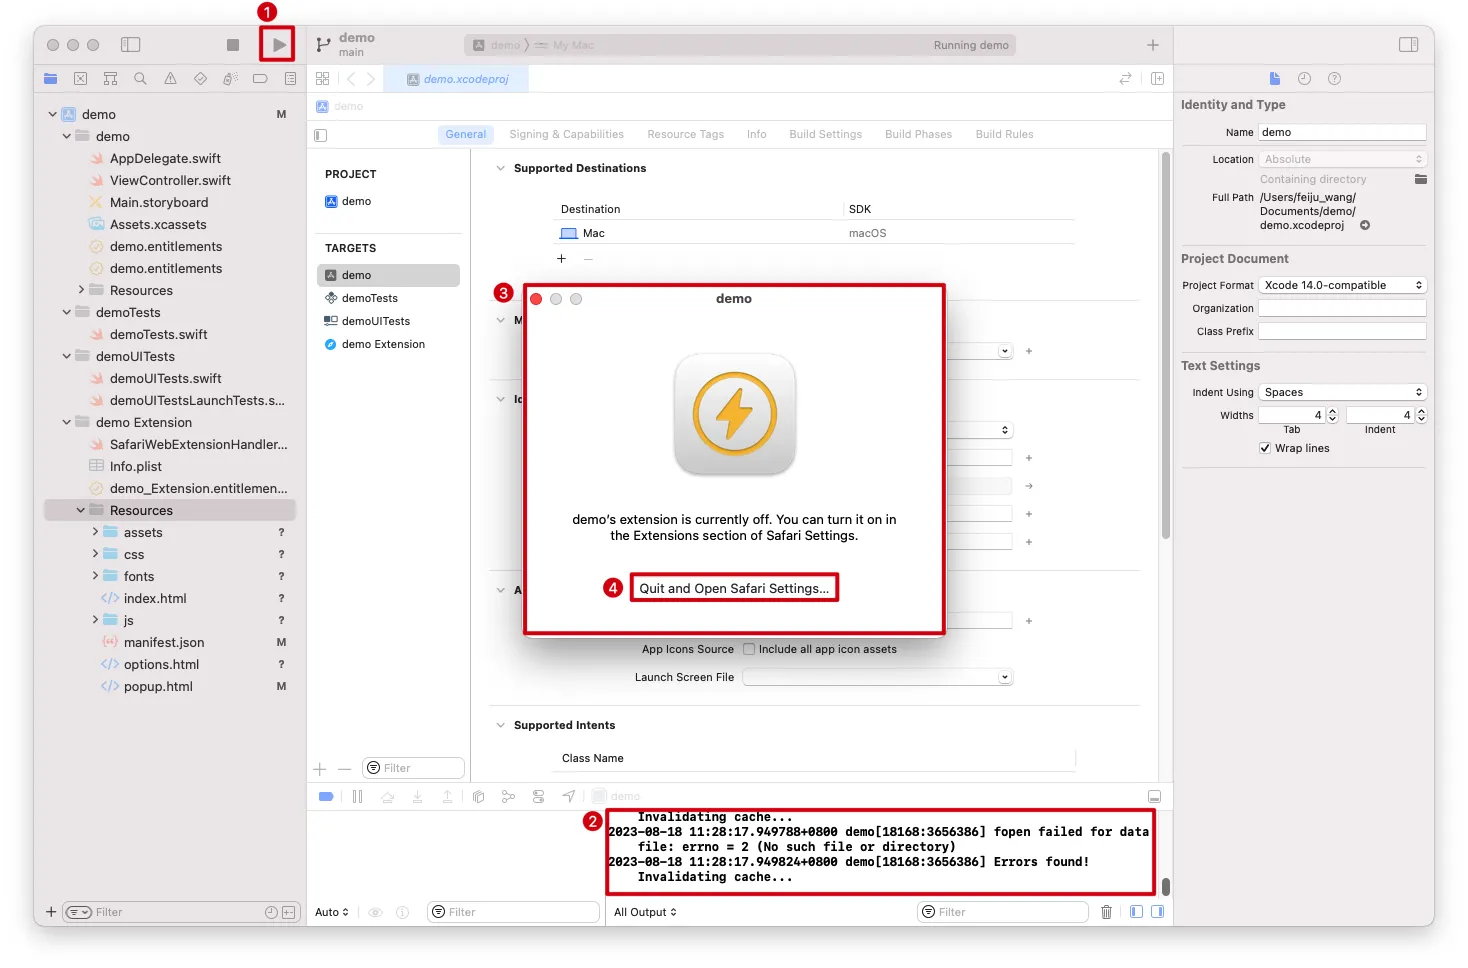 1
demo
main
demo
My Mac
Running demo
demo.xcodeproj
demo M
demo
AppDelegate.swift
ViewController.swift
Main.storyboard
Assets.xcassets
demo.entitlements
demo.entitlements
Resources
demoTests
demoTests.swift
demoUITests
demoUITests.swift
demoUITestsLaunchTests.s...
demo Extension
SafariWebExtensionHandler...
Info.plist
demo_Extension.entitlemen...
Resources
assets ?
css ?
fonts ?
index.html ?
js ?
manifest.json M
options.html ?
popup.html M
Filter
demo
General Signing & Capabilities Resource Tags Info Build Settings Build Phases Build Rules
PROJECT
demo
TARGETS
demo
demoTests
demoUITests
demo Extension
Filter
Supported Destinations
Destination SDK
Mac macOS
3
demo
demo's extension is currently off. You can turn it on in
the Extensions section of Safari Settings.
4
Quit and Open Safari Settings...
M
Id
A
App Icons Source Include all app icon assets
Launch Screen File
Supported Intents
Class Name
demo
2
Invalidating cache...
2023-08-18 11:28:17.949788+0800 demo[18168:3656386] fopen failed for data
file: errno = 2 (No such file or directory)
2023-08-18 11:28:17.949824+0800 demo[18168:3656386] Errors found!
Invalidating cache...
Auto
Filter
All Output
Filter
Identity and Type
Name demo
Location Absolute
Containing directory
Full Path /Users/feiju_wang/
Documents/demo/
demo.xcodeproj
Project Document
Project Format Xcode 14.0-compatible
Organization
Class Prefix
Text Settings
Indent Using Spaces
Widths 4 4
Tab Indent
Wrap lines